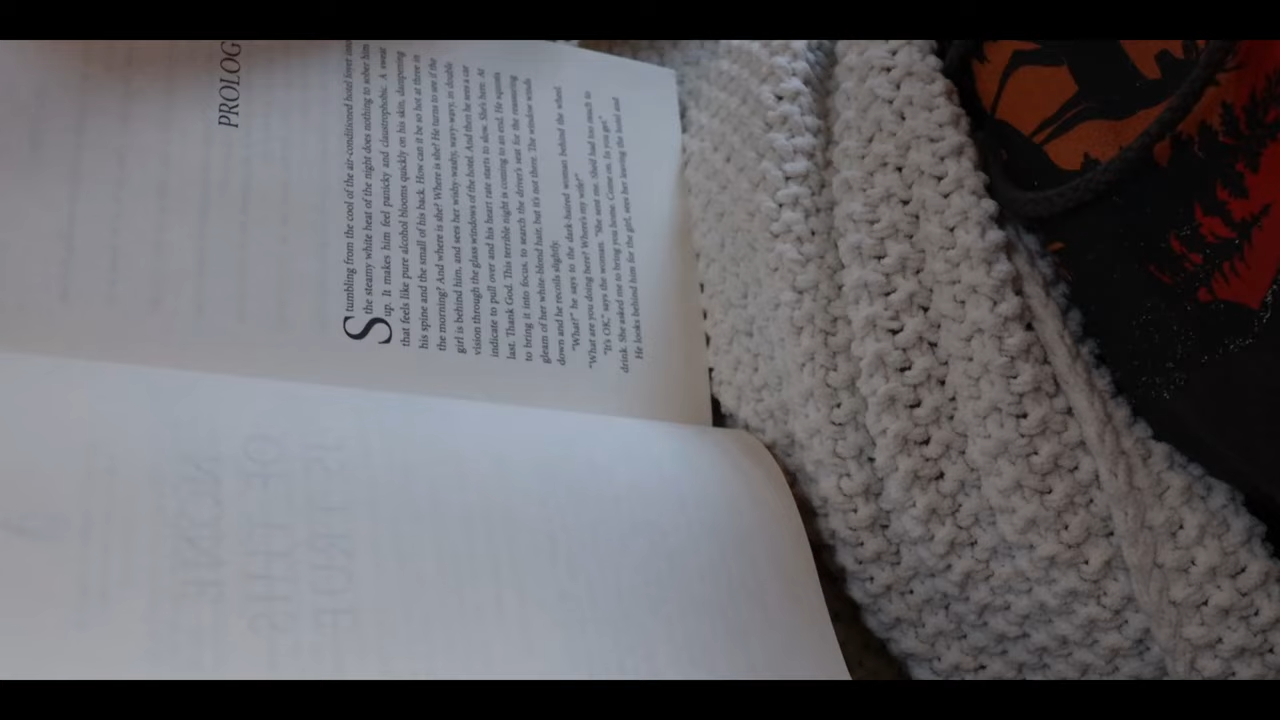 PROLOG
Stumbling from the cool of the air-conditioned hotel foyer into
the steamy white heat of the night does nothing to sober him
up. It makes him feel panicky and claustrophobic. A sweat
that feels like pure alcohol blooms quickly on his skin, dampening
his spine and the small of his back. How can it be so hot at three in
the morning? And where is she? Where is she? He turns to see if the
girl is behind him, and sees her wishy-washy, wavy-wavy, in double
vision through the glass windows of the hotel. And then he sees a car
indicate to pull over and his heart rate starts to slow. She's here. At
last. Thank God. This terrible night is coming to an end. He squints
to bring it into focus, to search the driver's seat for the reassuring
gleam of her white-blond hair, but it's not there. The window winds
down and he recoils slightly.
"What?" he says to the dark-haired woman behind the wheel.
"What are you doing here? Where's my wife?"
"It's OK," says the woman. "She sent me. She'd had too much to
drink. She asked me to bring you home. Come on. In you get."
He looks behind him for the girl, sees her leaving the hotel and
NONE
OF THIS
IS TRUE